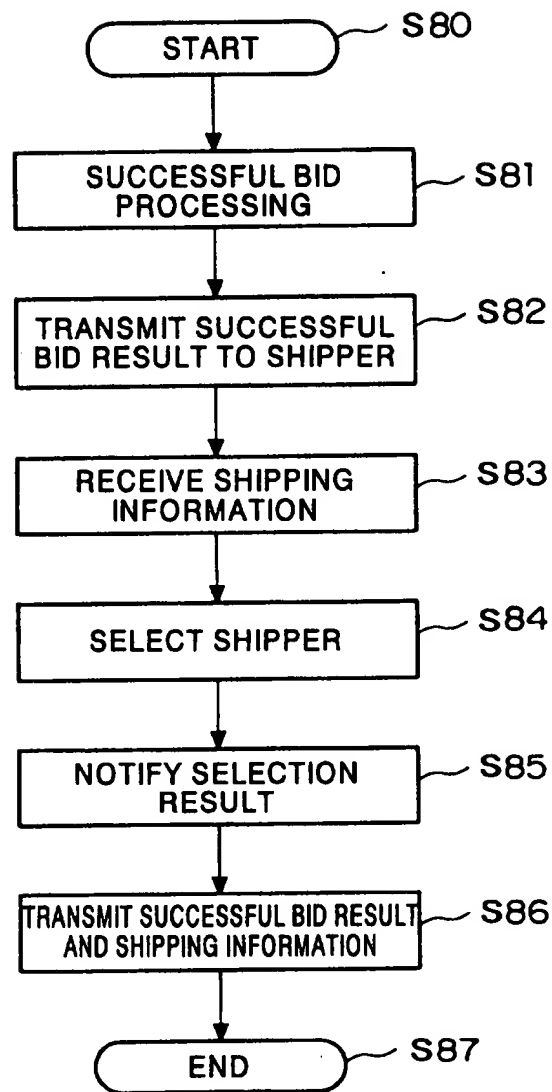 START
S80
SUCCESSFUL BID
PROCESSING
S81
TRANSMIT SUCCESSFUL
BID RESULT TO SHIPPER
S82
RECEIVE SHIPPING
INFORMATION
S83
SELECT SHIPPER
S84
NOTIFY SELECTION
RESULT
S85
TRANSMIT SUCCESSFUL BID RESULT
AND SHIPPING INFORMATION
S86
END
S87